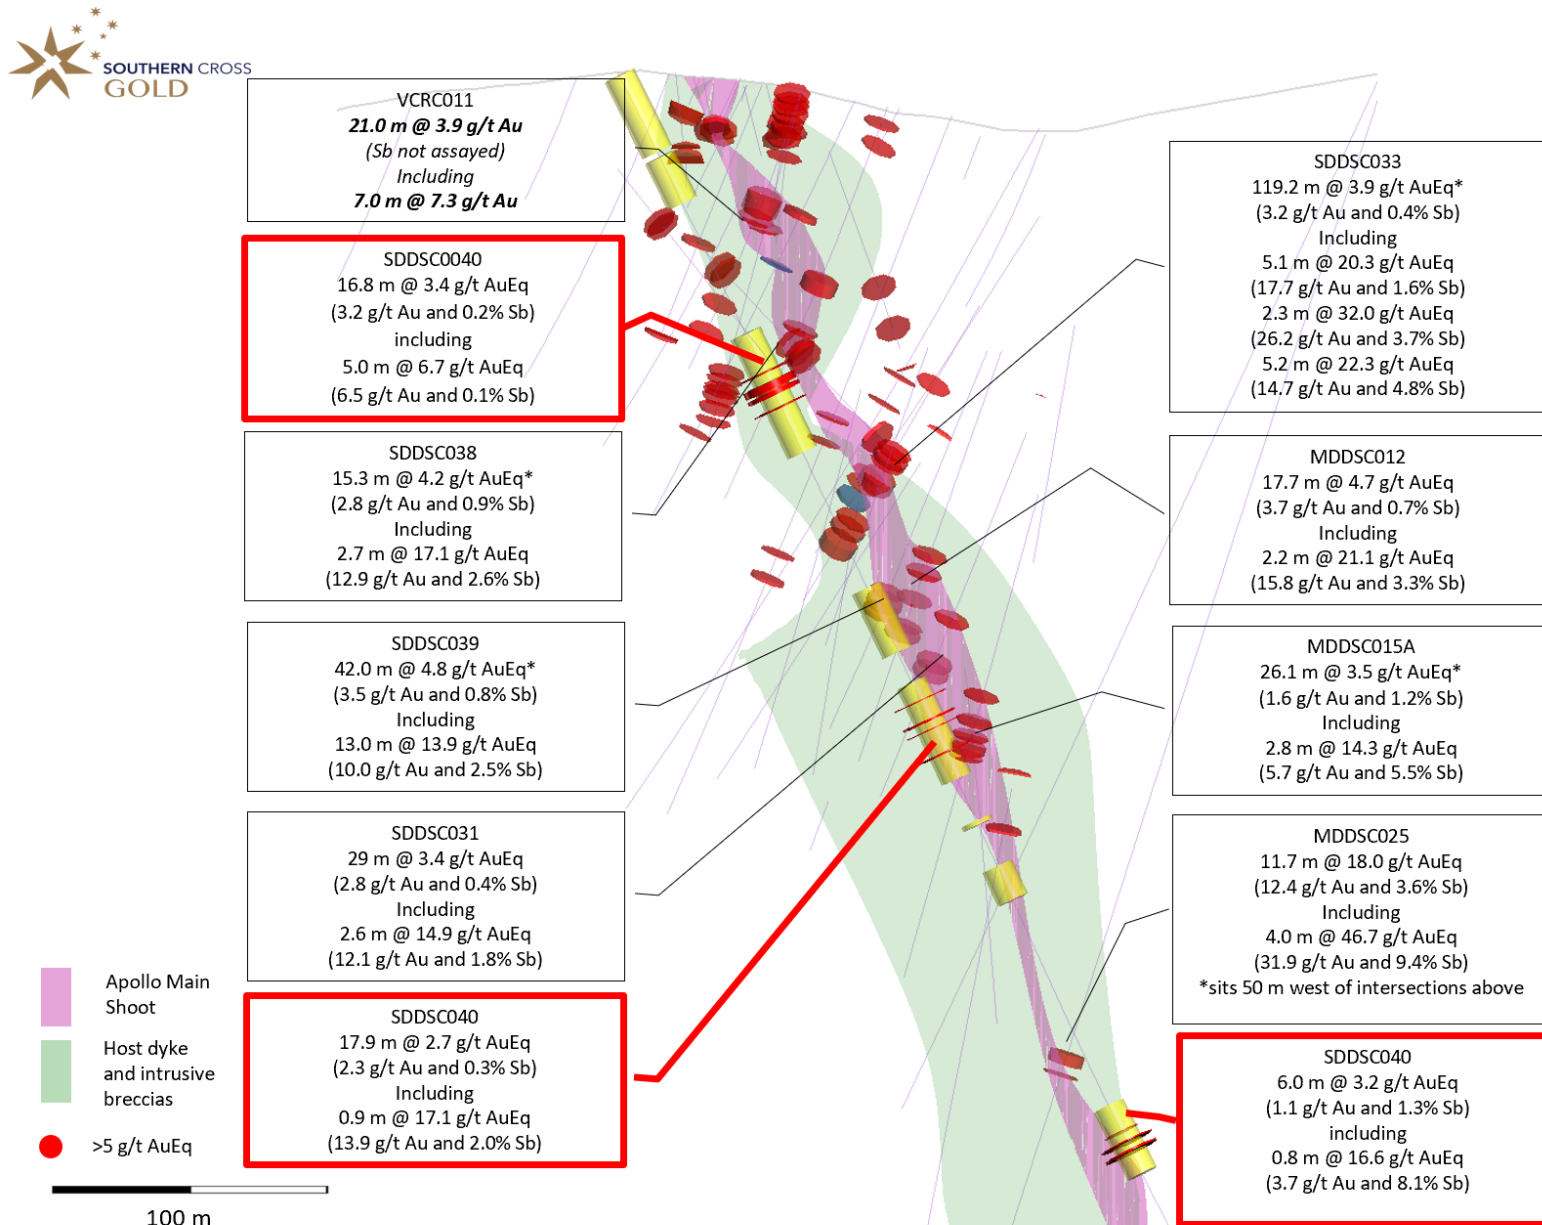 SOUTHERN CROSS
GOLD
VCRC011
21.0 m @ 3.9 g/t Au
(Sb not assayed)
Including
7.0 m @ 7.3 g/t Au
SDDSC0040
16.8 m @ 3.4 g/t AuEq
(3.2 g/t Au and 0.2% Sb)
including
5.0 m @ 6.7 g/t AuEq
(6.5 g/t Au and 0.1% Sb)
SDDSC038
15.3 m @ 4.2 g/t AuEq*
(2.8 g/t Au and 0.9% Sb)
Including
2.7 m @ 17.1 g/t AuEq
(12.9 g/t Au and 2.6% Sb)
SDDSC039
42.0 m @ 4.8 g/t AuEq*
(3.5 g/t Au and 0.8% Sb)
Including
13.0 m @ 13.9 g/t AuEq
(10.0 g/t Au and 2.5% Sb)
SDDSC031
29 m @ 3.4 g/t AuEq
(2.8 g/t Au and 0.4% Sb)
Including
2.6 m @ 14.9 g/t AuEq
(12.1 g/t Au and 1.8% Sb)
SDDSC040
17.9 m @ 2.7 g/t AuEq
(2.3 g/t Au and 0.3% Sb)
Including
0.9 m @ 17.1 g/t AuEq
(13.9 g/t Au and 2.0% Sb)
SDDSC033
119.2 m @ 3.9 g/t AuEq*
(3.2 g/t Au and 0.4% Sb)
Including
5.1 m @ 20.3 g/t AuEq
(17.7 g/t Au and 1.6% Sb)
2.3 m @ 32.0 g/t AuEq
(26.2 g/t Au and 3.7% Sb)
5.2 m @ 22.3 g/t AuEq
(14.7 g/t Au and 4.8% Sb)
MDDSC012
17.7 m @ 4.7 g/t AuEq
(3.7 g/t Au and 0.7% Sb)
Including
2.2 m @ 21.1 g/t AuEq
(15.8 g/t Au and 3.3% Sb)
MDDSC015A
26.1 m @ 3.5 g/t AuEq*
(1.6 g/t Au and 1.2% Sb)
Including
2.8 m @ 14.3 g/t AuEq
(5.7 g/t Au and 5.5% Sb)
MDDSC025
11.7 m @ 18.0 g/t AuEq
(12.4 g/t Au and 3.6% Sb)
Including
4.0 m @ 46.7 g/t AuEq
(31.9 g/t Au and 9.4% Sb)
*sits 50 m west of intersections above
SDDSC040
6.0 m @ 3.2 g/t AuEq
(1.1 g/t Au and 1.3% Sb)
including
0.8 m @ 16.6 g/t AuEq
(3.7 g/t Au and 8.1% Sb)
Apollo Main
Shoot
Host dyke
and intrusive
breccias
>5 g/t AuEq
100 m